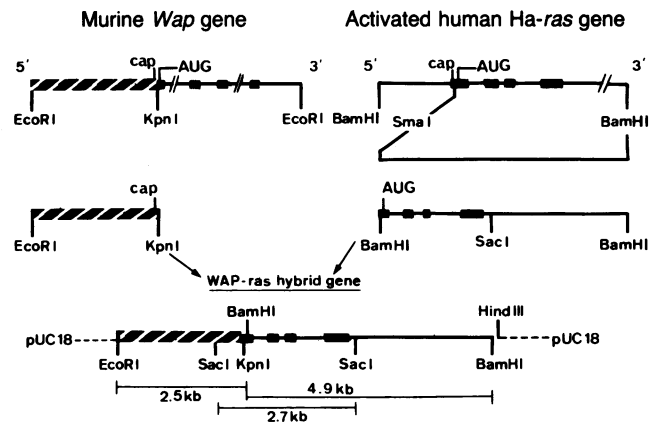 Murine Wap gene
Activated human Ha-ras gene
5' cap AUG 3'
5' cap AUG 3'
EcoRI KpnI EcoRI
BamHI SmaI BamHI
cap
AUG
EcoRI KpnI
BamHI SacI BamHI
WAP-ras hybrid gene
BamHI HindIII
pUC18 pUC18
EcoRI SacI KpnI SacI BamHI
2.5kb 4.9kb
2.7kb